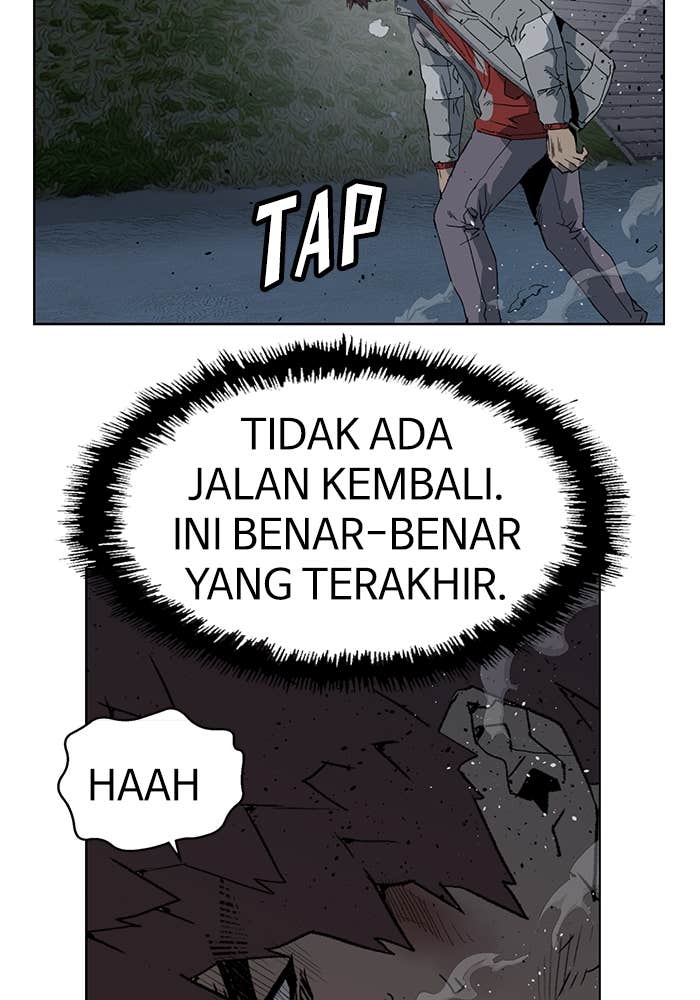 TAP
TIDAK ADA
JALAN KEMBALI.
INI BENAR-BENAR
YANG TERAKHIR.
HAAH